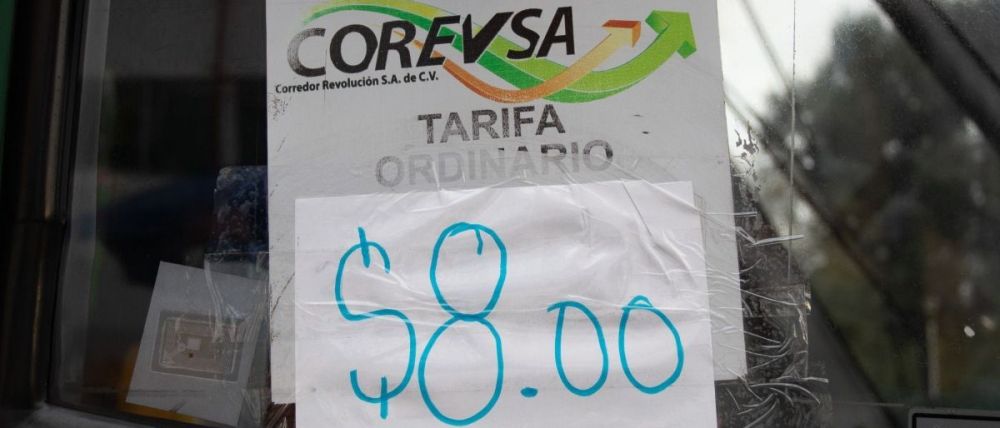 COREVSA
Corredor Revolución S.A. de C.V.
TARIFA
ORDINARIO
$8.00